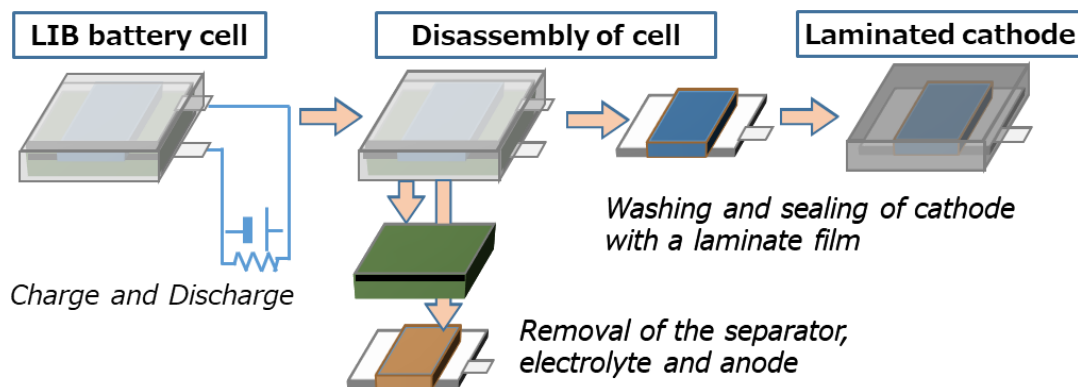 LIB battery cell
Disassembly of cell
Laminated cathode
Washing and sealing of cathode
with a laminate film
Charge and Discharge
Removal of the separator,
electrolyte and anode